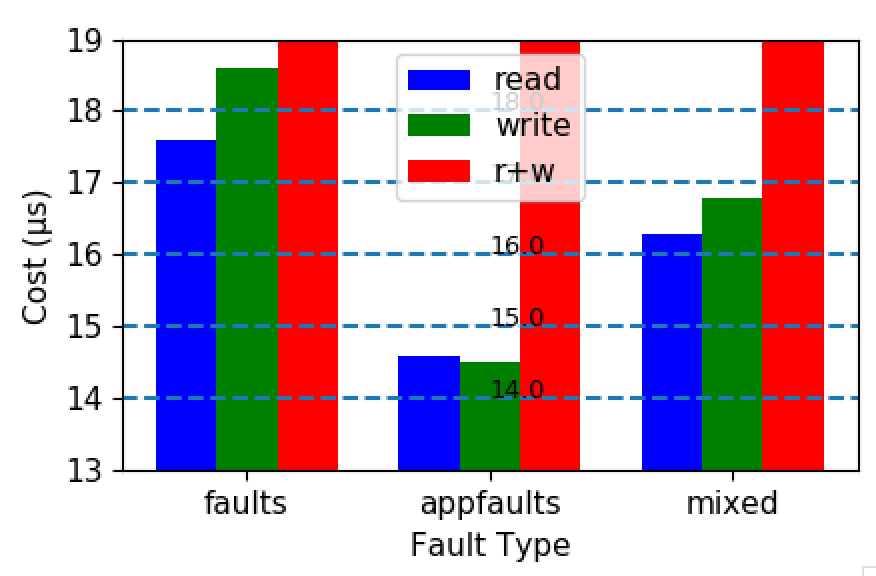 19
18
17
16
15
14
13
Cost (µs)
read
18.0
write
r+w
16.0
15.0
14.0
faults appfaults mixed
Fault Type